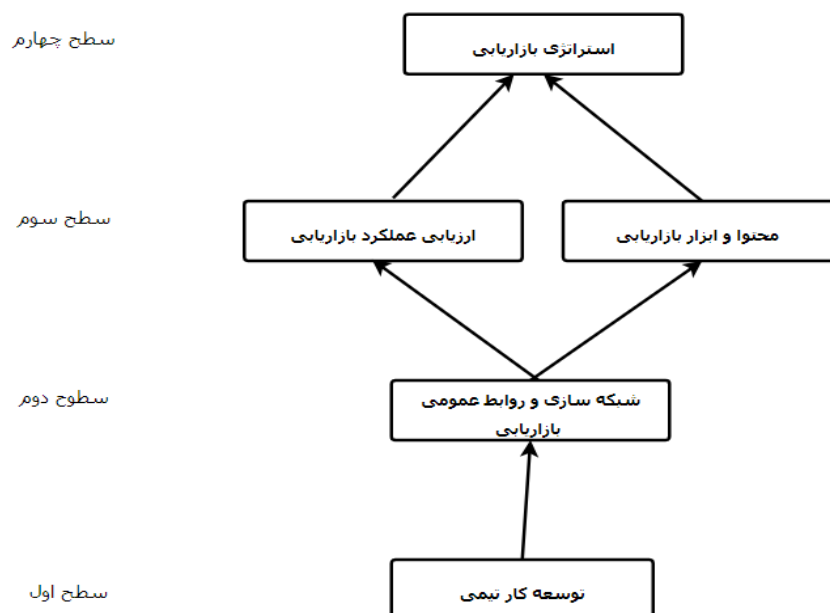 سطح چهارم
استراتژی بازاریابی
سطح سوم
ارزیابی عملکرد بازاریابی
محتوا و ابزار بازاریابی
سطوح دوم
شبکه سازی و روابط عمومی
بازاریابی
سطح اول
توسعه کار تیمی